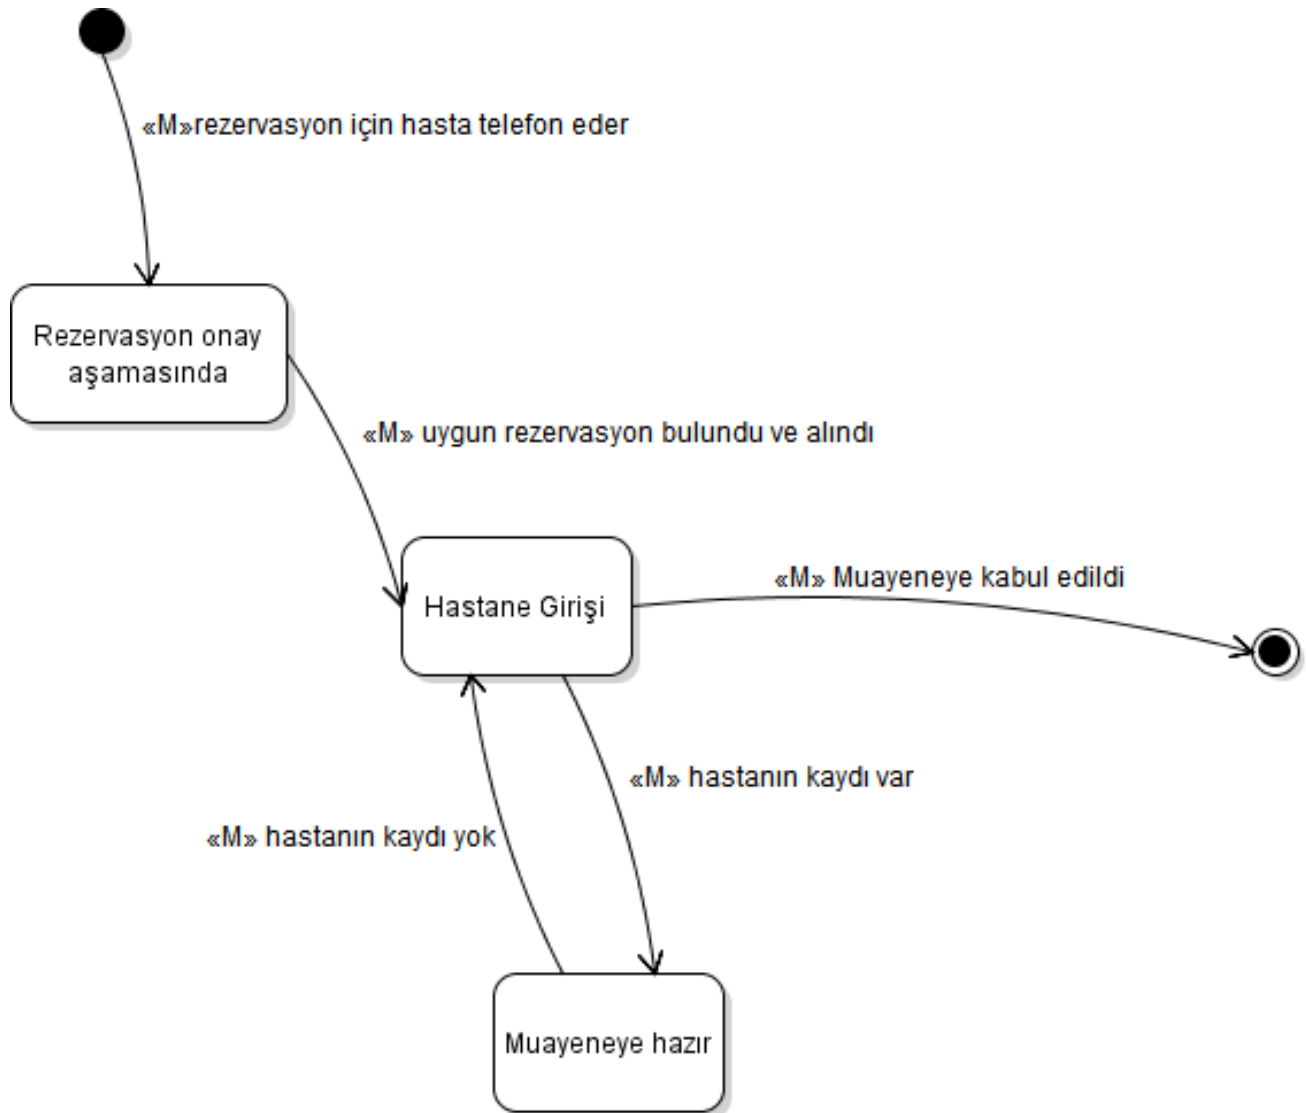 «M»rezervasyon için hasta telefon eder
Rezervasyon onay
aşamasında
«M» uygun rezervasyon bulundu ve alındı
Hastane Girişi
«M» Muayeneye kabul edildi
«M» hastanın kaydı var
«M» hastanın kaydı yok
Muayeneye hazır